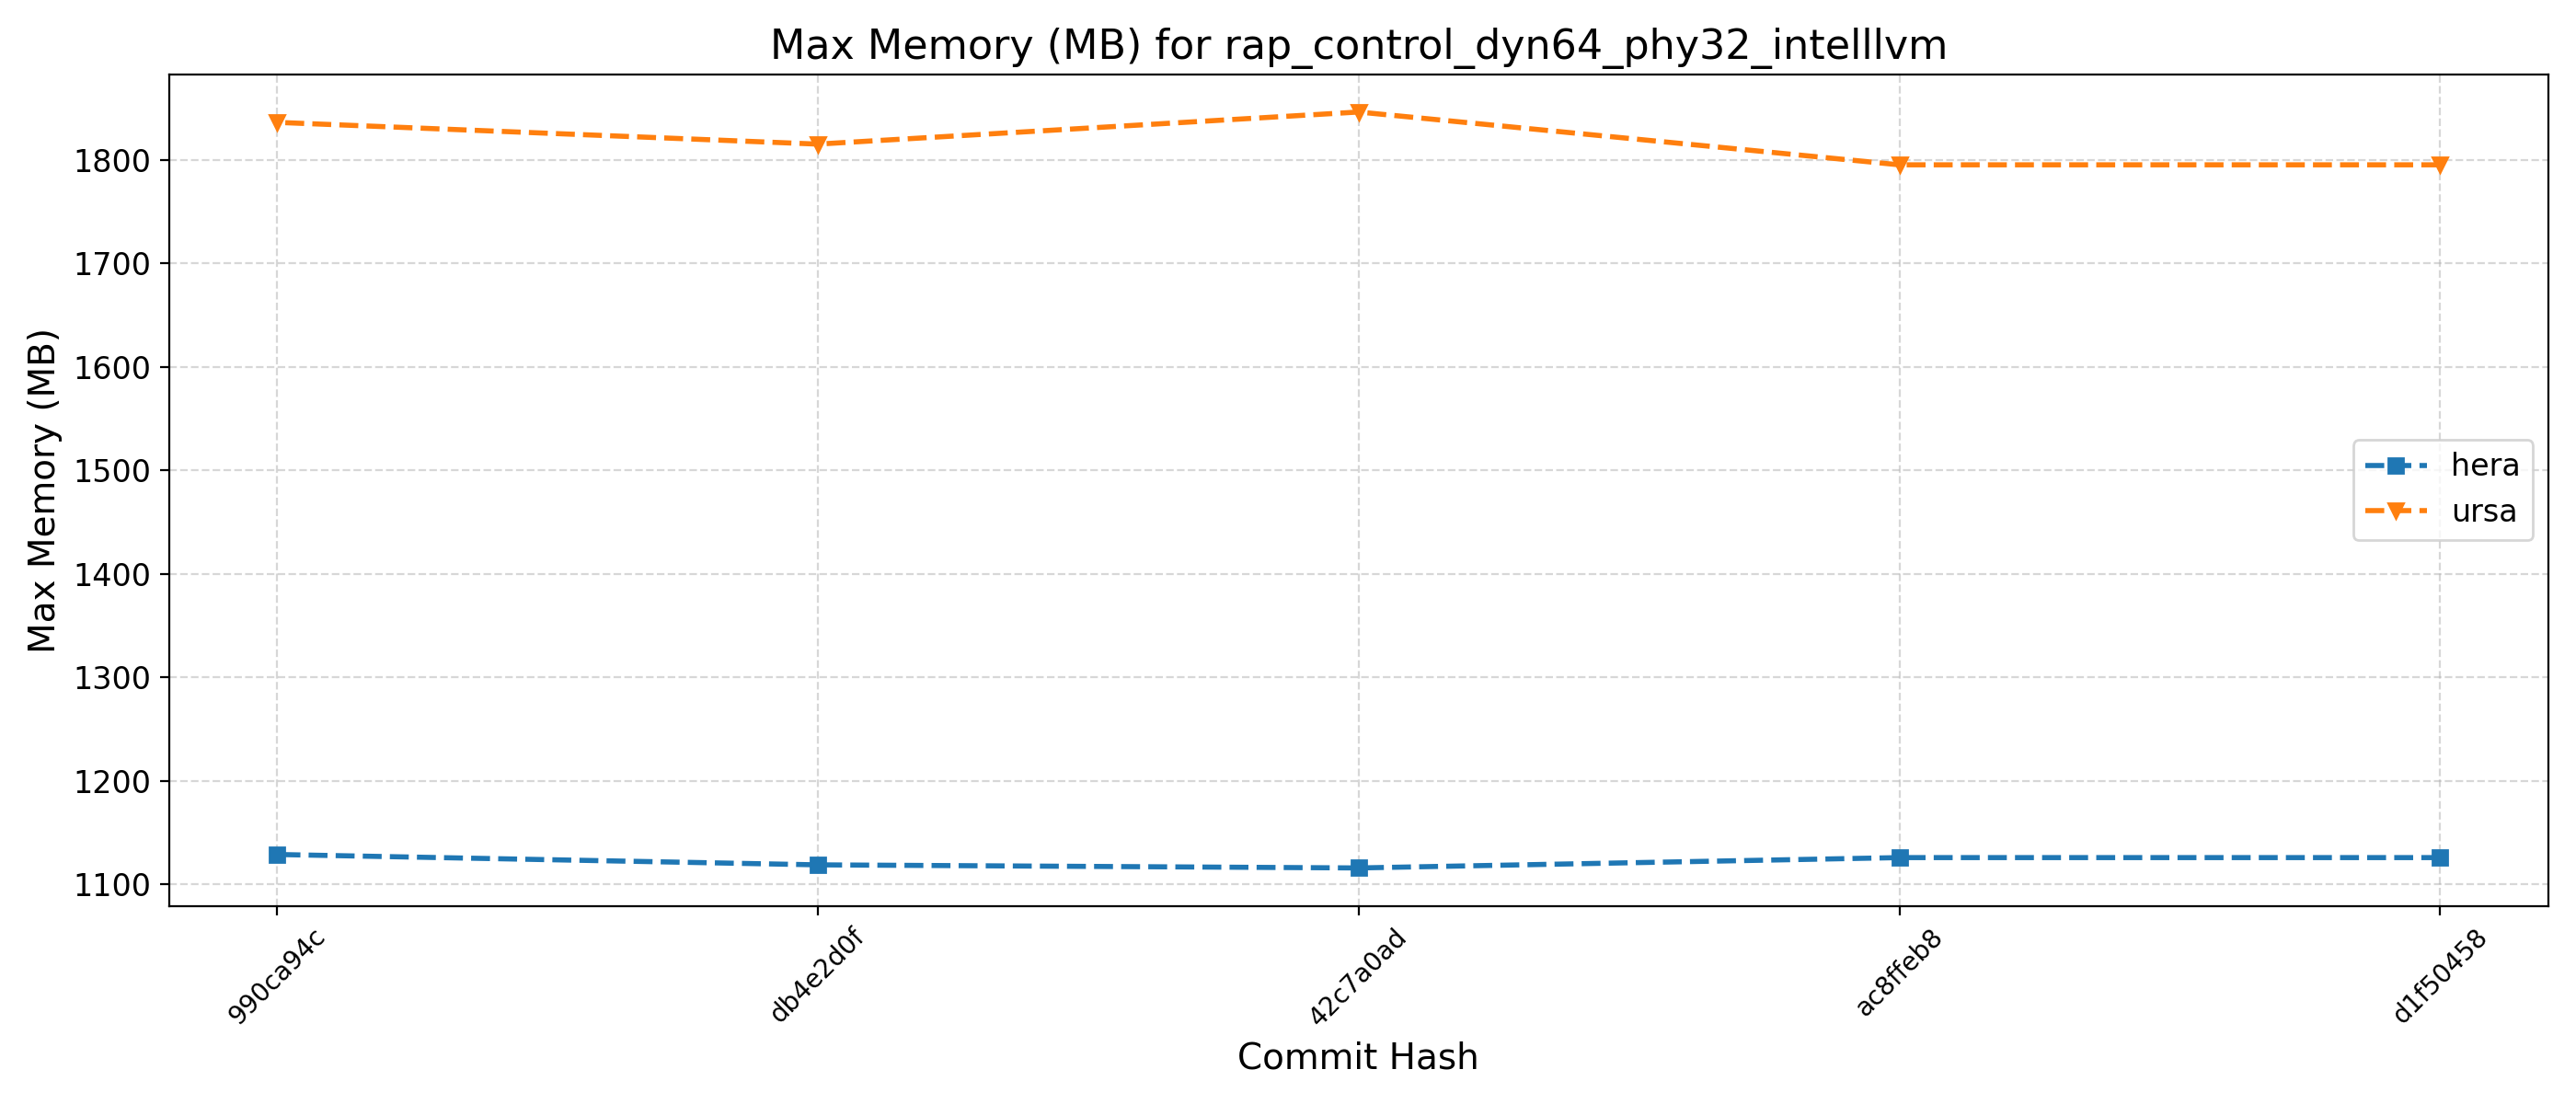 Max Memory (MB) for rap_control_dyn64_phy32_intelllvm
Max Memory (MB)
1800
1700
1600
1500
1400
1300
1200
1100
hera
ursa
990ca94c
db4e2d0f
42c7a0ad
ac8ffeb8
d1f50458
Commit Hash